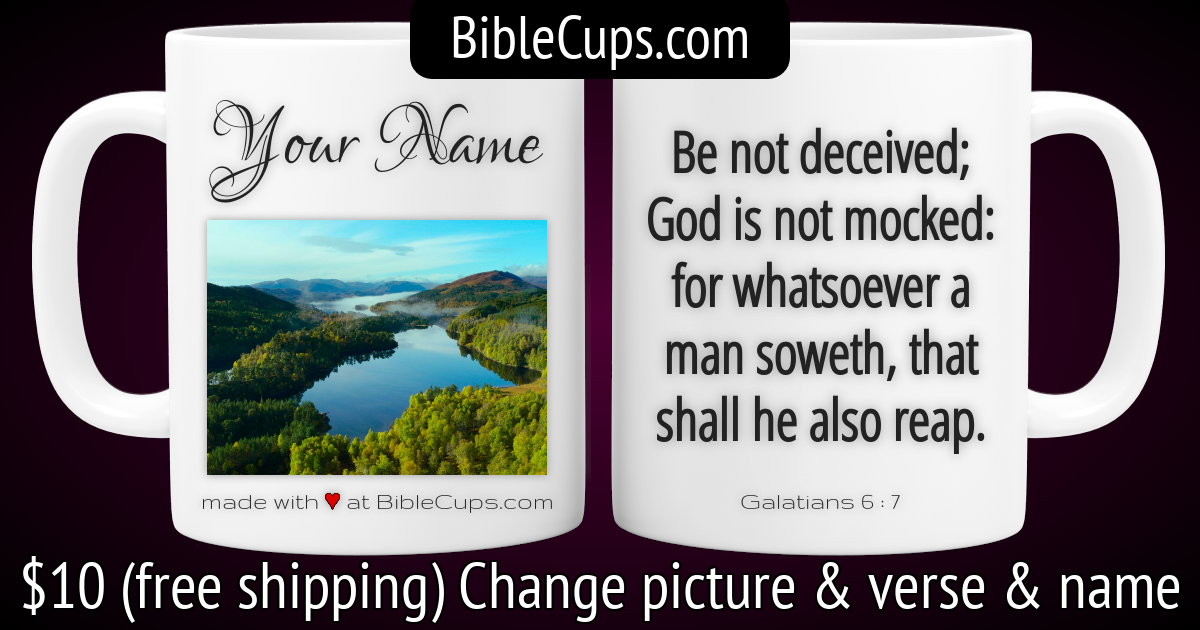 BibleCups.com
Your Name
made with ♥ at BibleCups.com
Be not deceived;
God is not mocked:
for whatsoever a
man soweth, that
shall he also reap.
Galatians 6 : 7
$10 (free shipping) Change picture & verse & name